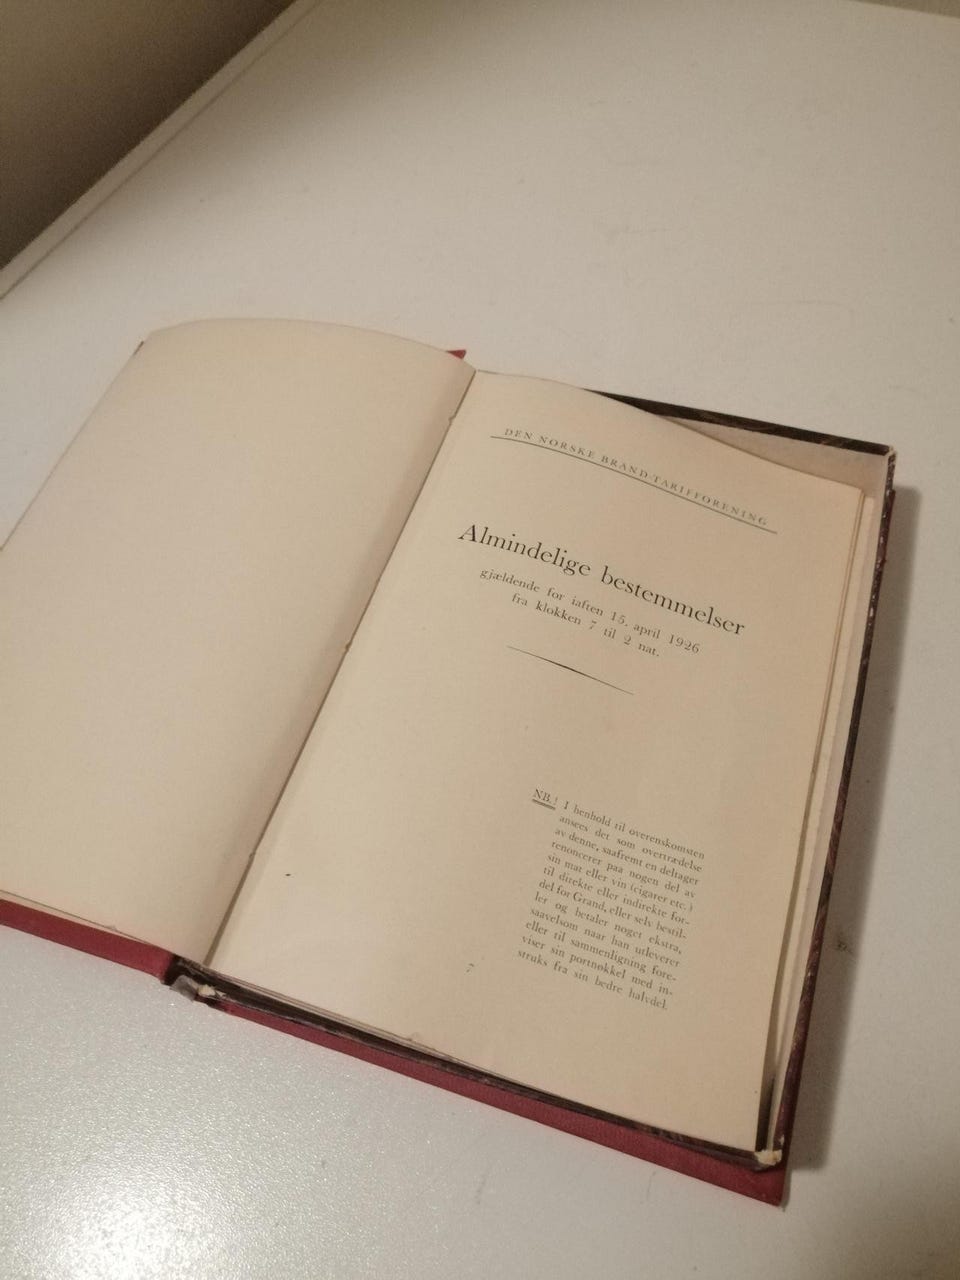 DEN NORSKE BRAND-TARIFFORENING
Almindelige bestemmelser
gjældende for iaften 15. april 1926
fra klokken 7 til 2 nat.
NB.! I henhold til overenskomsten
ansees det som overtrædelse
av denne, saafremt en deltager
renoncerer paa nogen del av
sin mat eller vin (cigarer etc.)
til direkte eller indirekte for-
del for Grand, eller selv bestil-
ler og betaler noget ekstra,
saavelsom naar han utleverer
eller til sammenligning fore-
viser sin portnøkkel med in-
struks fra sin bedre halvdel.